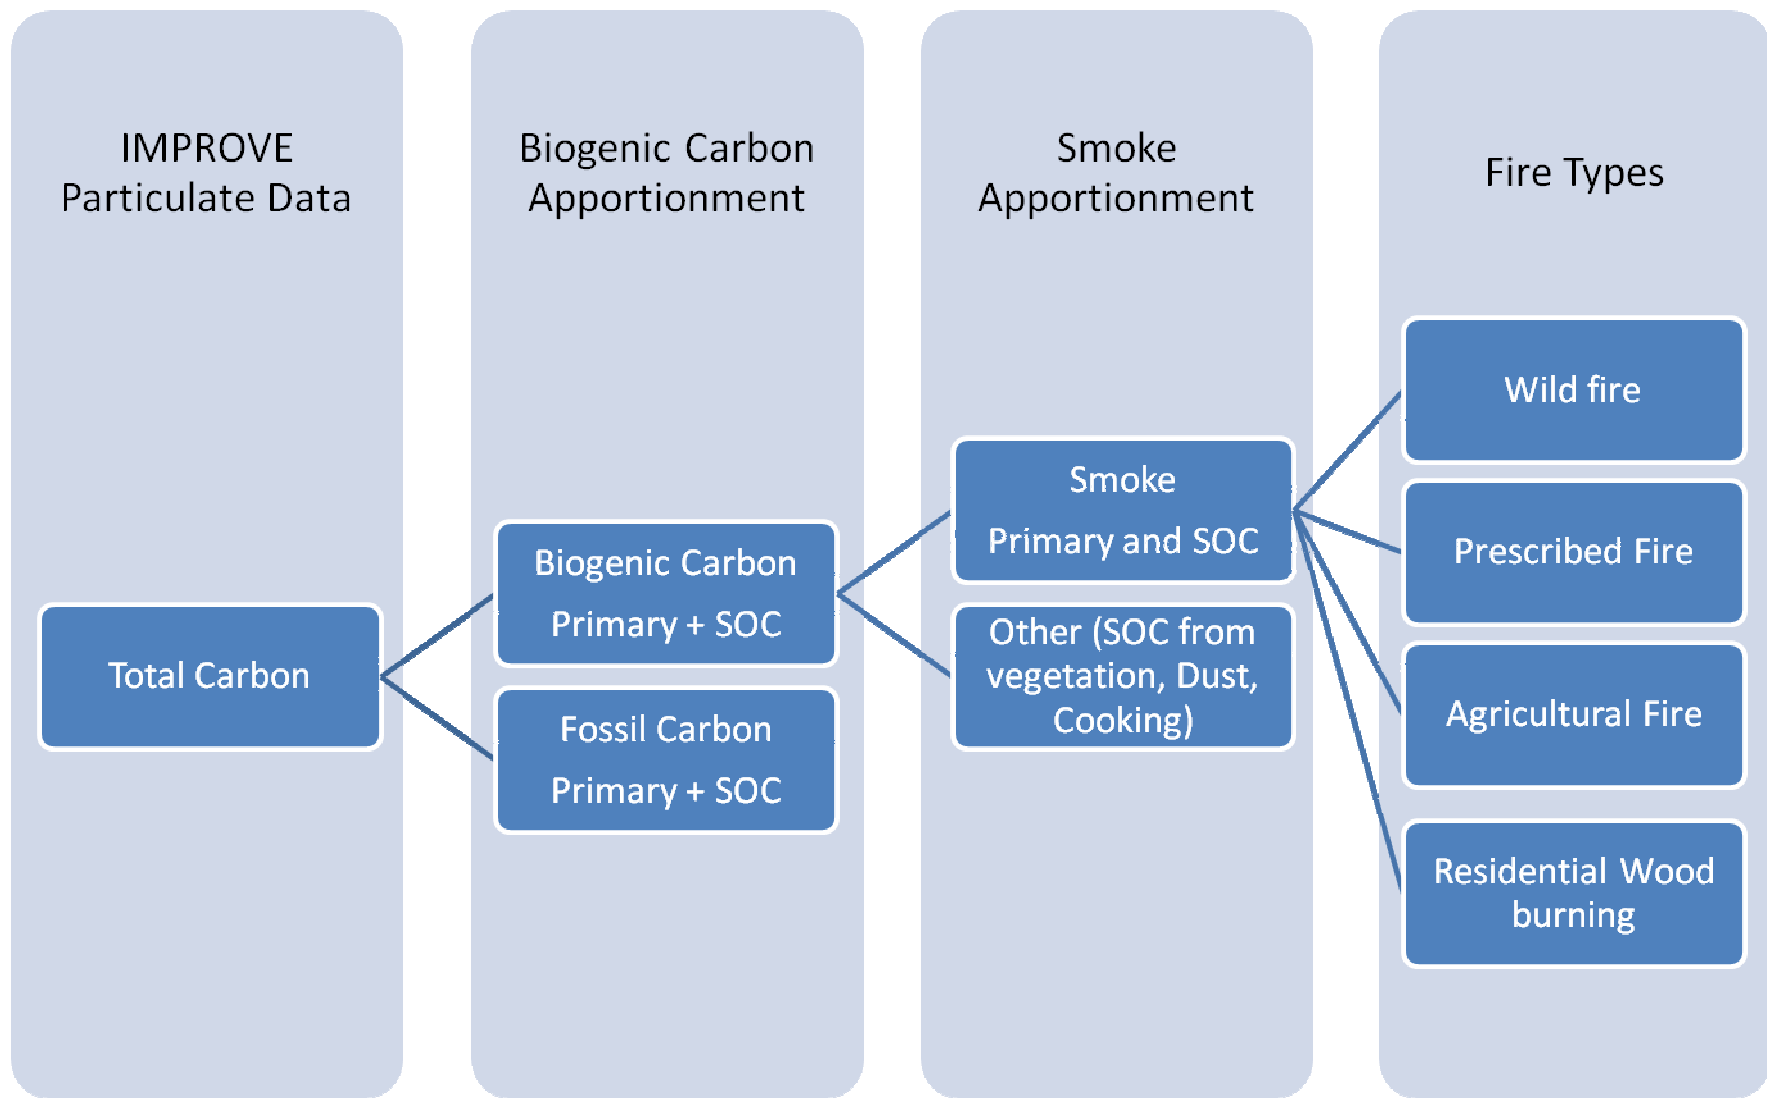 IMPROVE
Particulate Data
Total Carbon
Biogenic Carbon
Apportionment
Biogenic Carbon
Primary + SOC
Fossil Carbon
Primary + SOC
Smoke
Apportionment
Smoke
Primary and SOC
Other (SOC from
vegetation, Dust,
Cooking)
Fire Types
Wild fire
Prescribed Fire
Agricultural Fire
Residential Wood
burning